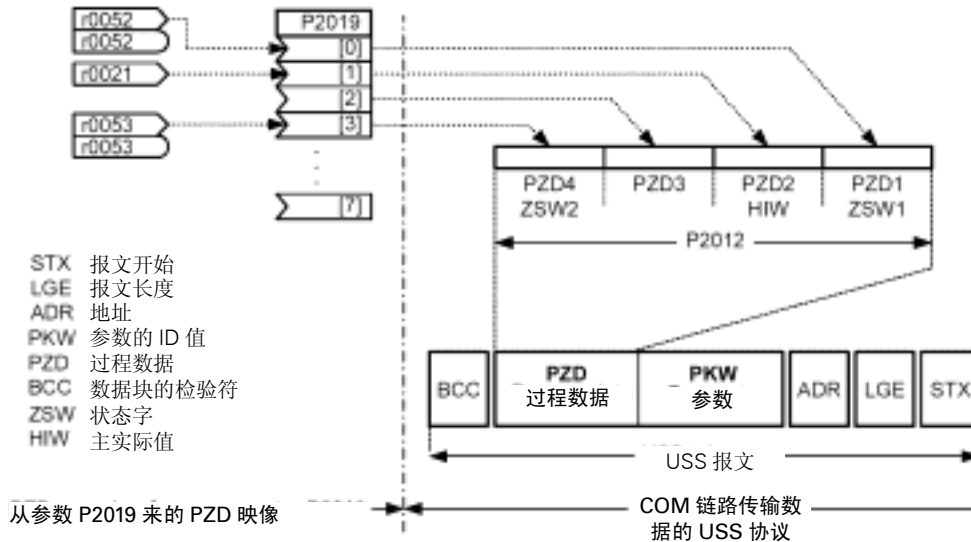 r0052
r0052
r0021
r0053
r0053
P2019
[0]
[1]
[2]
[3]
[7]
PZD4
ZSW2
PZD3
PZD2
HIW
PZD1
ZSW1
P2012
STX 报文开始
LGE 报文长度
ADR 地址
PKW 参数的 ID 值
PZD 过程数据
BCC 数据块的检验符
ZSW 状态字
HIW 主实际值
BCC
PZD
过程数据
PKW
参数
ADR
LGE
STX
USS 报文
从参数 P2019 来的 PZD 映像
COM 链路传输数
据的 USS 协议